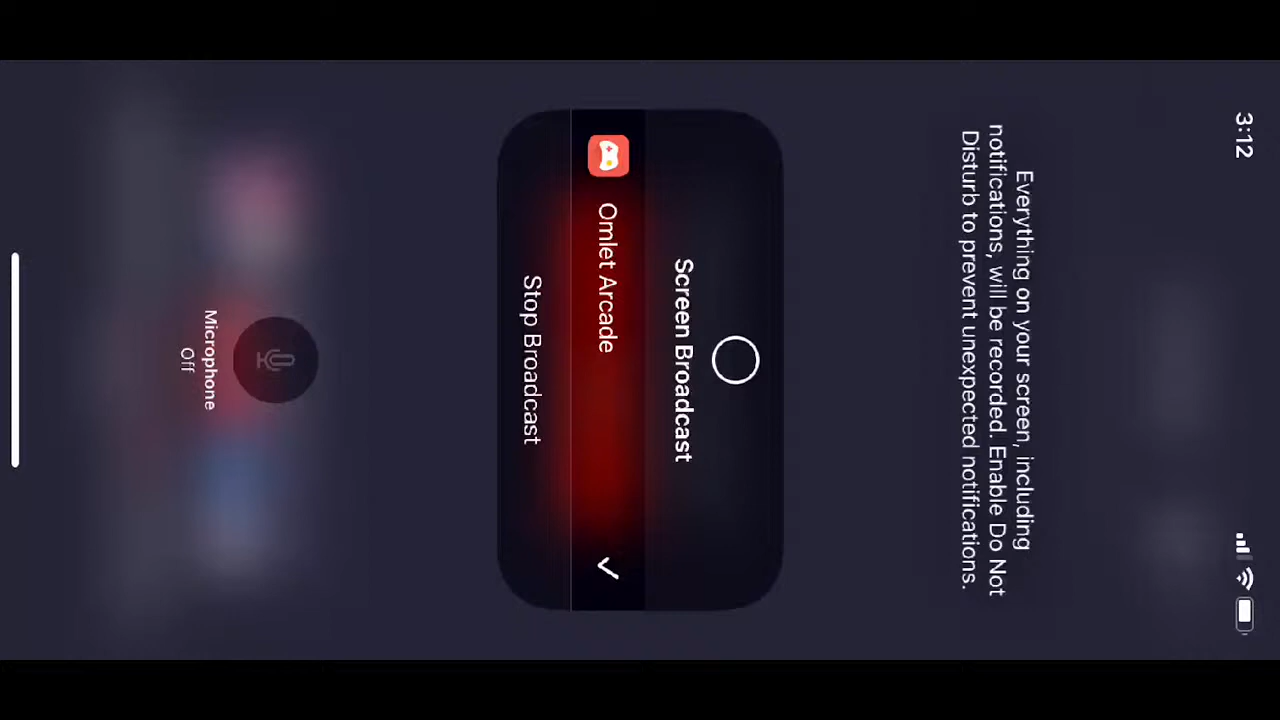 3:12
Everything on your screen, including
notifications, will be recorded. Enable Do Not
Disturb to prevent unexpected notifications.
Screen Broadcast
Omlet Arcade
Stop Broadcast
Microphone
Off